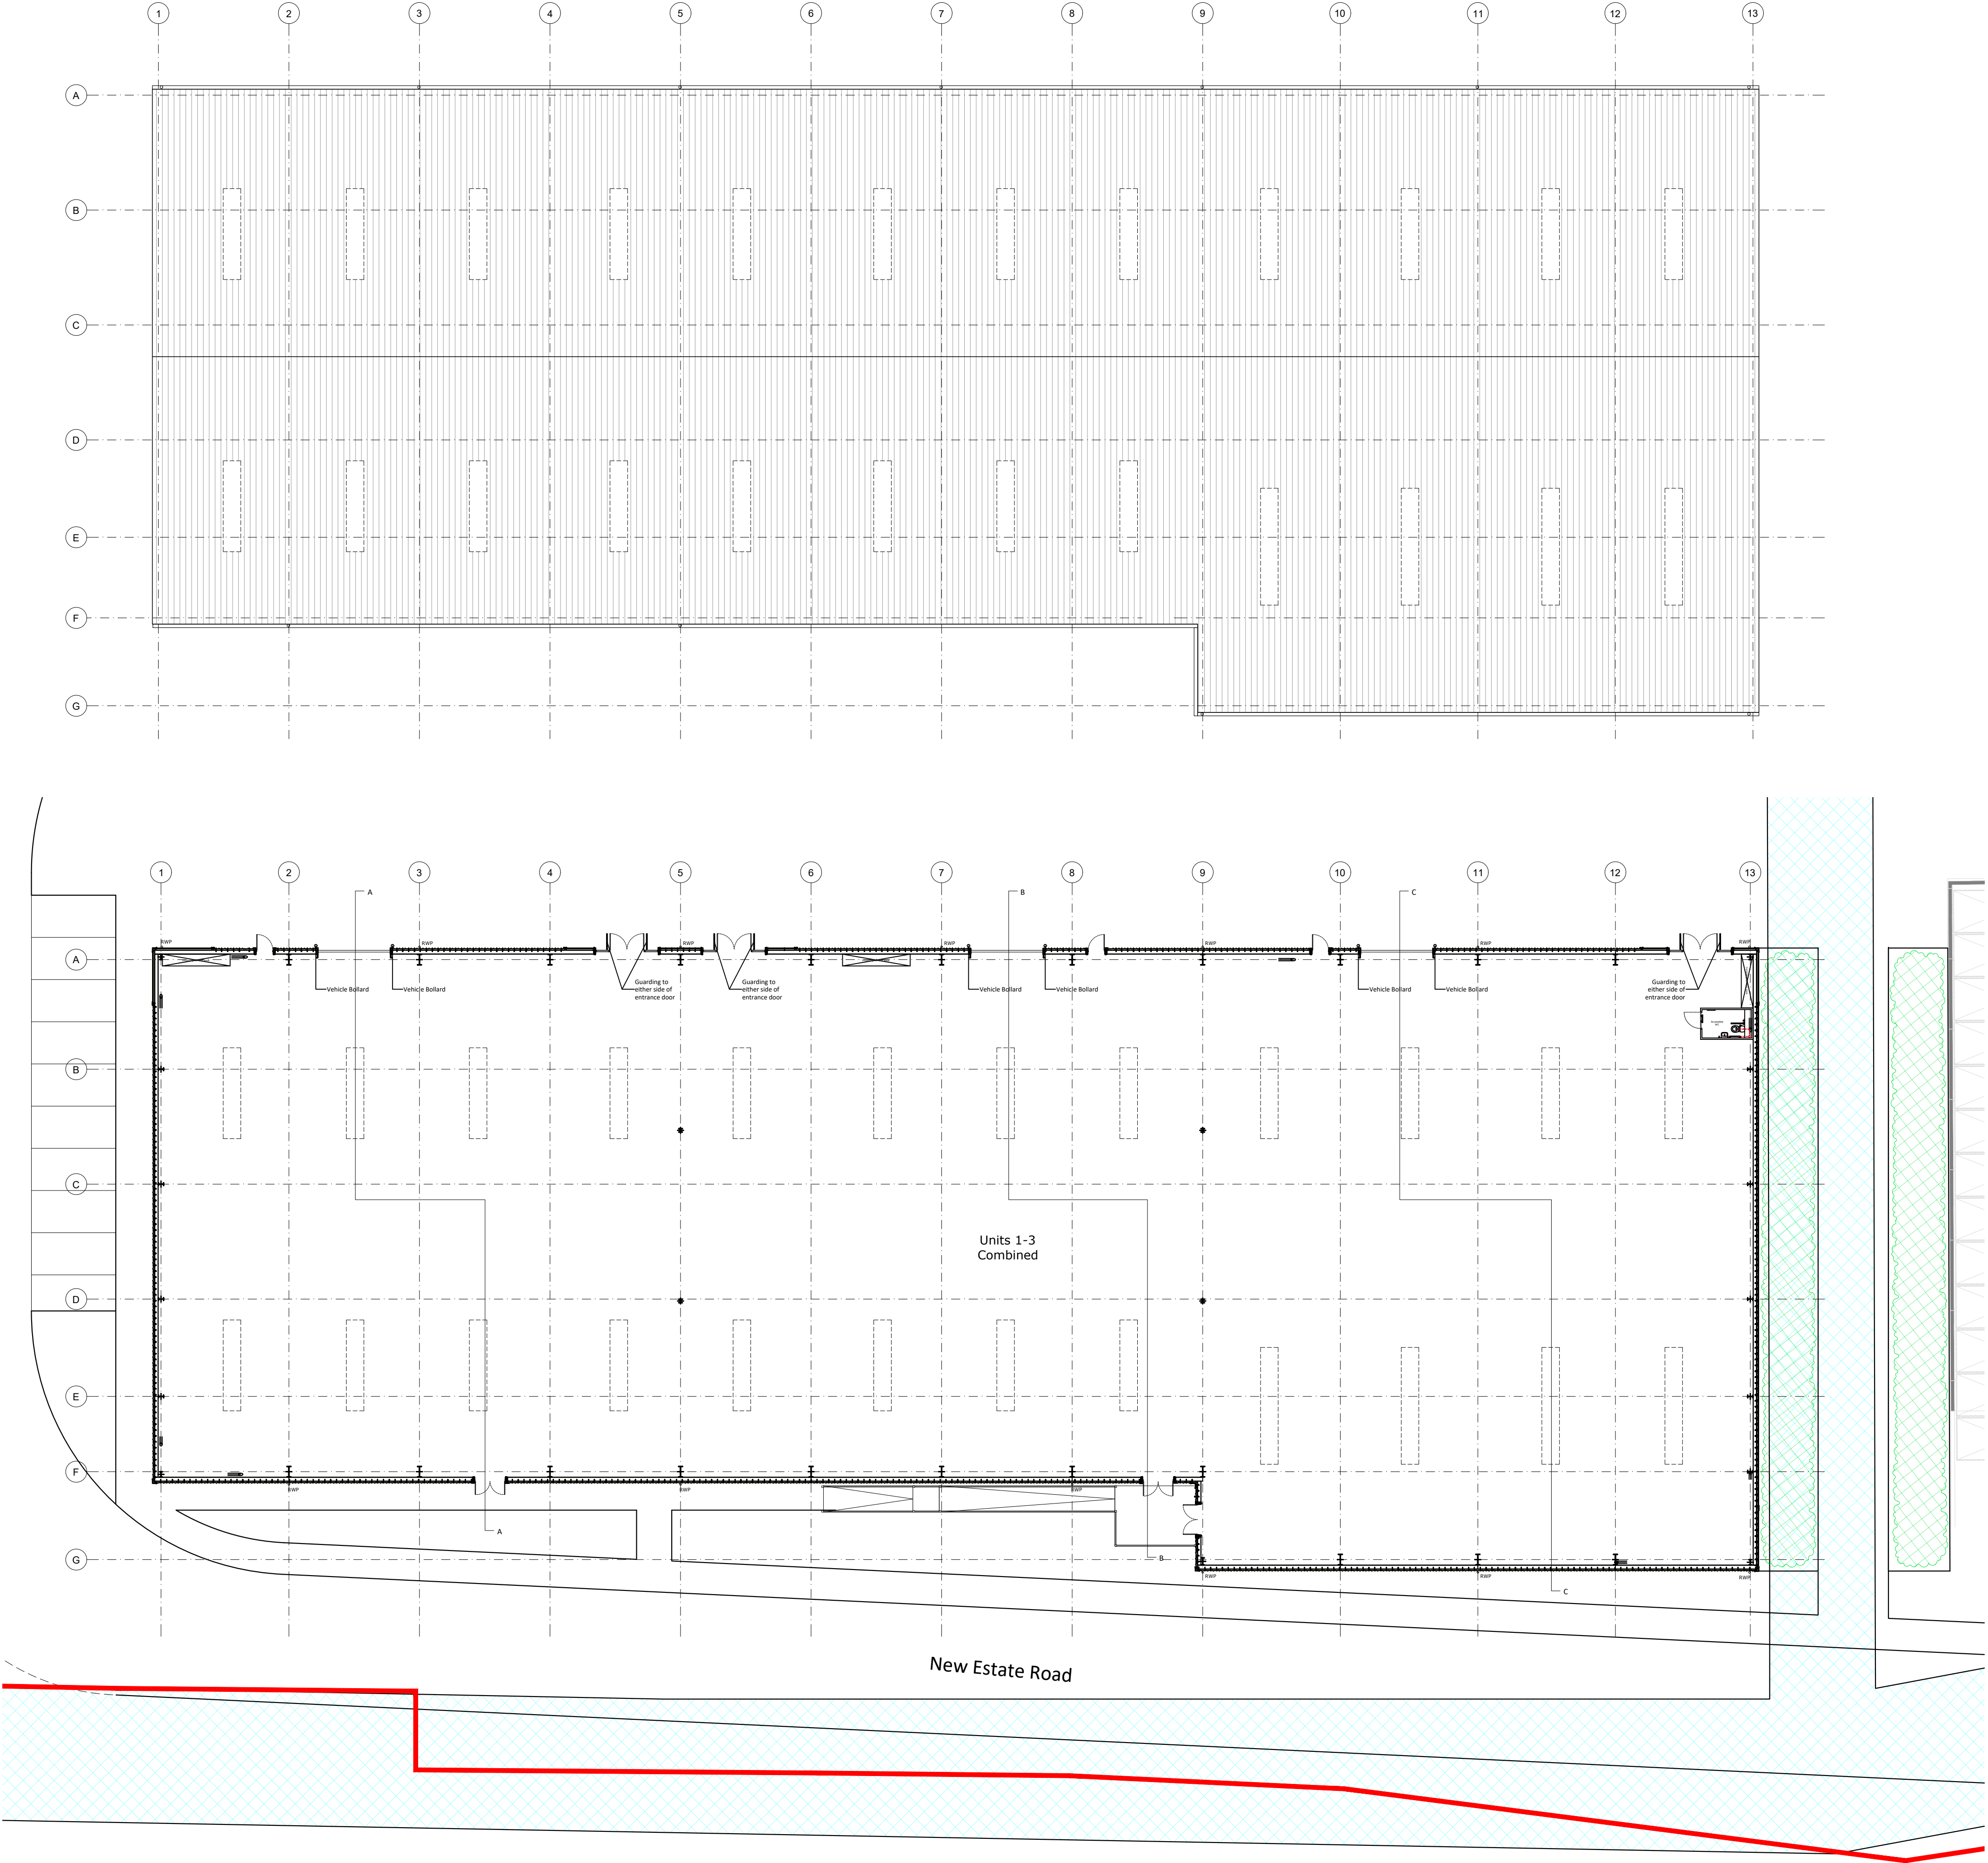 1 2 3 4 5 6 7 8 9 10 11 12 13
A
B
C
D
E
F
G
1 2 3 4 5 6 7 8 9 10 11 12 13
A B C
RWP RWP RWP RWP RWP RWP RWP
A
Vehicle Bollard
Vehicle Bollard
Guarding to
either side of
entrance door
Guarding to
either side of
entrance door
Vehicle Bollard
Vehicle Bollard
Vehicle Bollard
Vehicle Bollard
Guarding to
either side of
entrance door
B
C
Units 1-3
Combined
D
E
F
RWP RWP RWP
A
G
B
RWP RWP RWP
C
New Estate Road